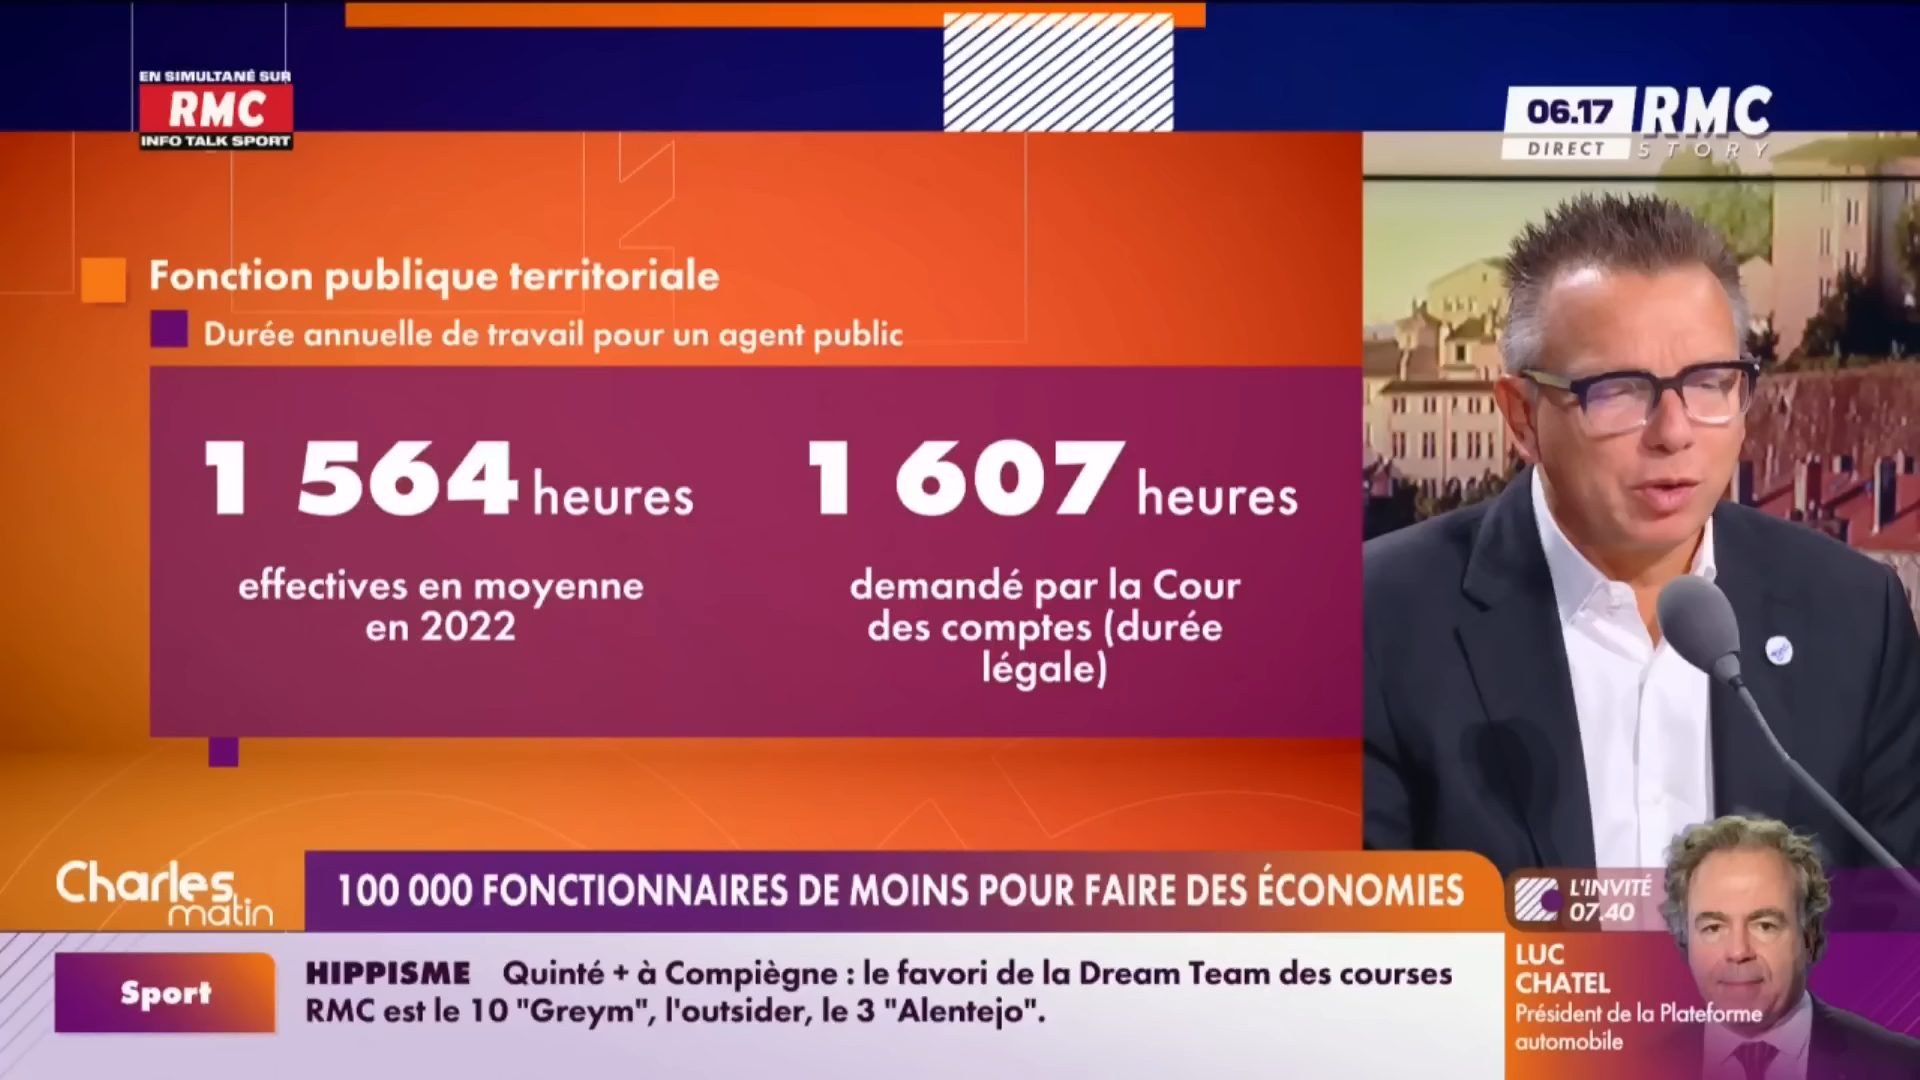 EN SIMULTANÉ SUR
RMC
INFO TALK SPORT
06.17
DIRECT
RMC
STORY
Fonction publique territoriale
Durée annuelle de travail pour un agent public
1 564 heures
effectives en moyenne
en 2022
1 607 heures
demandé par la Cour
des comptes (durée
légale)
Charles
matin
100 000 FONCTIONNAIRES DE MOINS POUR FAIRE DES ÉCONOMIES
L'INVITÉ
07.40
LUC
CHATEL
Président de la Plateforme
automobile
Sport
HIPPISME Quinté + à Compiègne : le favori de la Dream Team des courses
RMC est le 10 "Greym", l'outsider, le 3 "Alentejo".